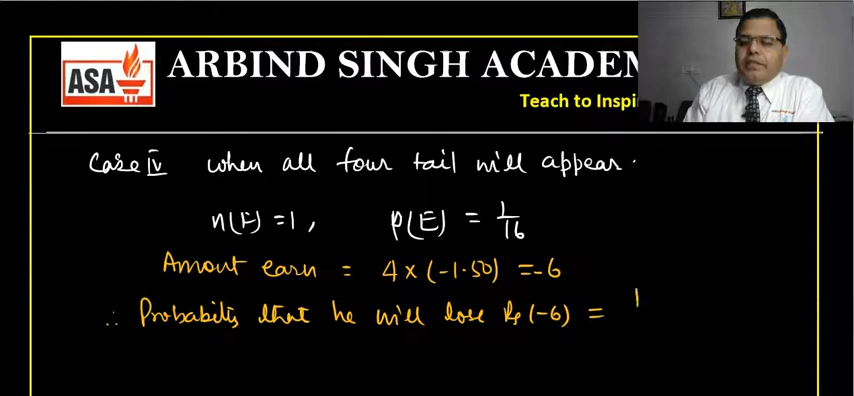 ASA
ARBIND SINGH ACADEM
Teach to Inspi
Case IV when all four tail will appear.
n(E) = 1, P(E) = 1/16
Amout earn = 4 × (-1.50) = -6
∴ Probability that he will lose Rs (-6) =